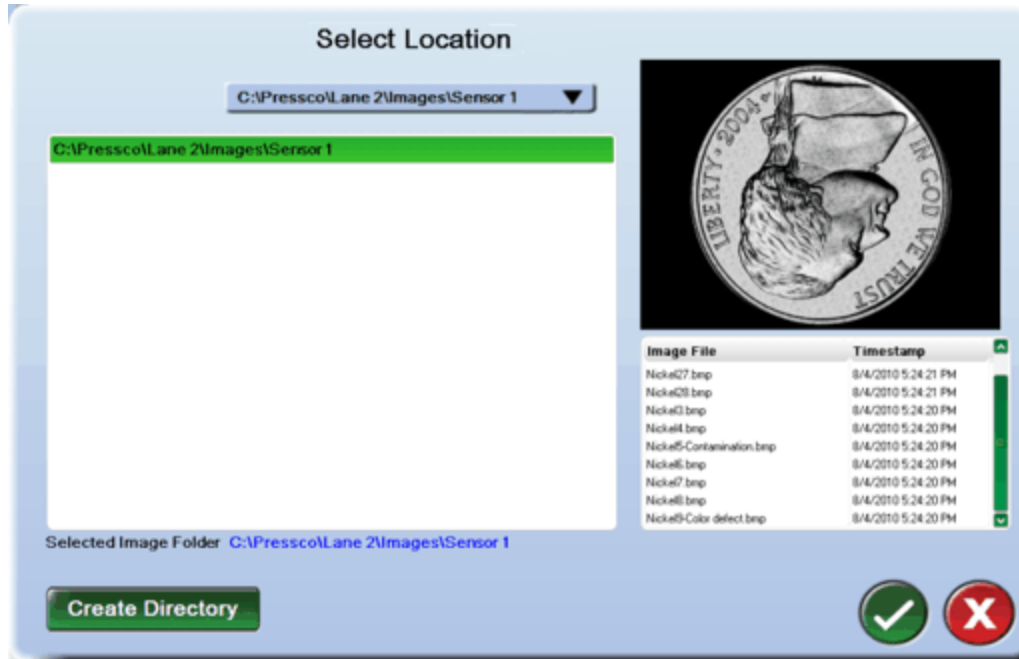 Select Location
C:\Pressco\Lane 2\Images\Sensor 1
C:\Pressco\Lane 2\Images\Sensor 1
LIBERTY · 2004
IN GOD WE TRUST
Image File Timestamp
Nickel27.bmp 8/4/2010 5:24:21 PM
Nickel28.bmp 8/4/2010 5:24:21 PM
Nickel3.bmp 8/4/2010 5:24:20 PM
Nickel4.bmp 8/4/2010 5:24:20 PM
Nickel5-Contamination.bmp 8/4/2010 5:24:20 PM
Nickel6.bmp 8/4/2010 5:24:20 PM
Nickel7.bmp 8/4/2010 5:24:20 PM
Nickel8.bmp 8/4/2010 5:24:20 PM
Nickel9-Color defect.bmp 8/4/2010 5:24:20 PM
Selected Image Folder C:\Pressco\Lane 2\Images\Sensor 1
Create Directory